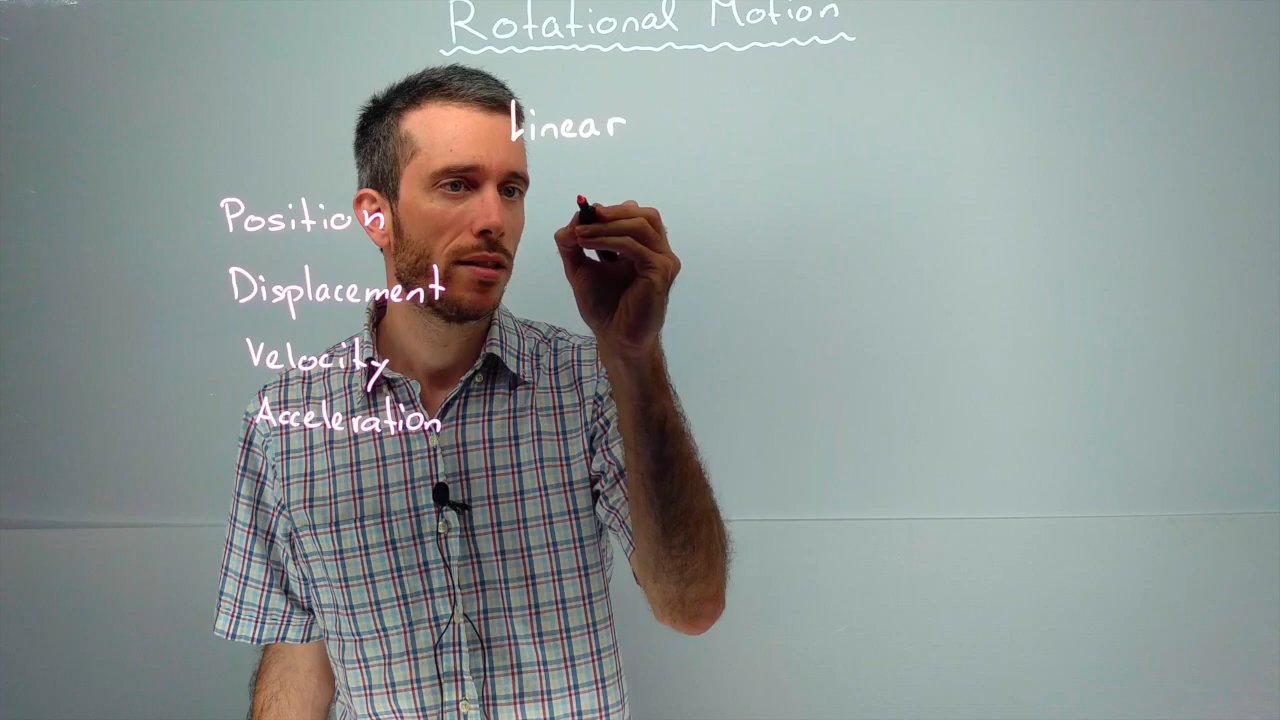 Rotational Motion
Linear
Position
Displacement
Velocity
Acceleration